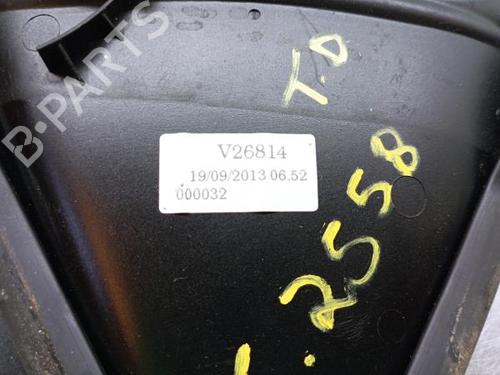 B-PARTS
T.D
V26814
19/09/2013 06.52
000032
. 2558